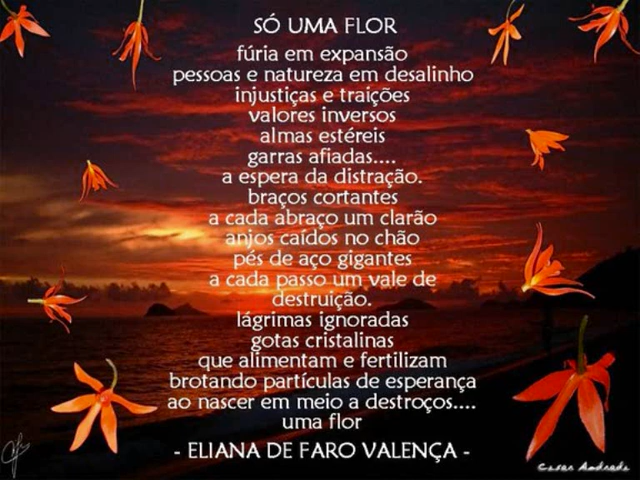 SÓ UMA FLOR
fúria em expansão
pessoas e natureza em desalinho
injustiças e traições
valores inversos
almas estéreis
garras afiadas....
a espera da distração.
braços cortantes
a cada abraço um clarão
anjos caídos no chão
pés de aço gigantes
a cada passo um vale de
destruição.
lágrimas ignoradas
gotas cristalinas
que alimentam e fertilizam
brotando partículas de esperança
ao nascer em meio a destroços....
uma flor
- ELIANA DE FARO VALENÇA -
Cesar Andrade